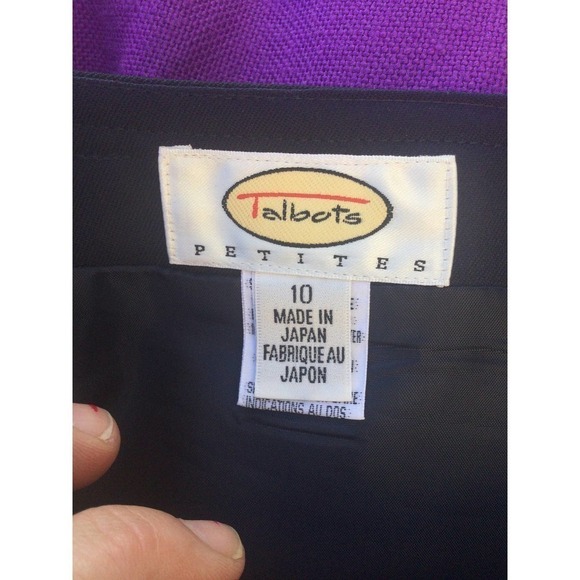 Talbots
PETITES
10
MADE IN
JAPAN
FABRIQUE AU
JAPON
INDICATIONS AU DOS